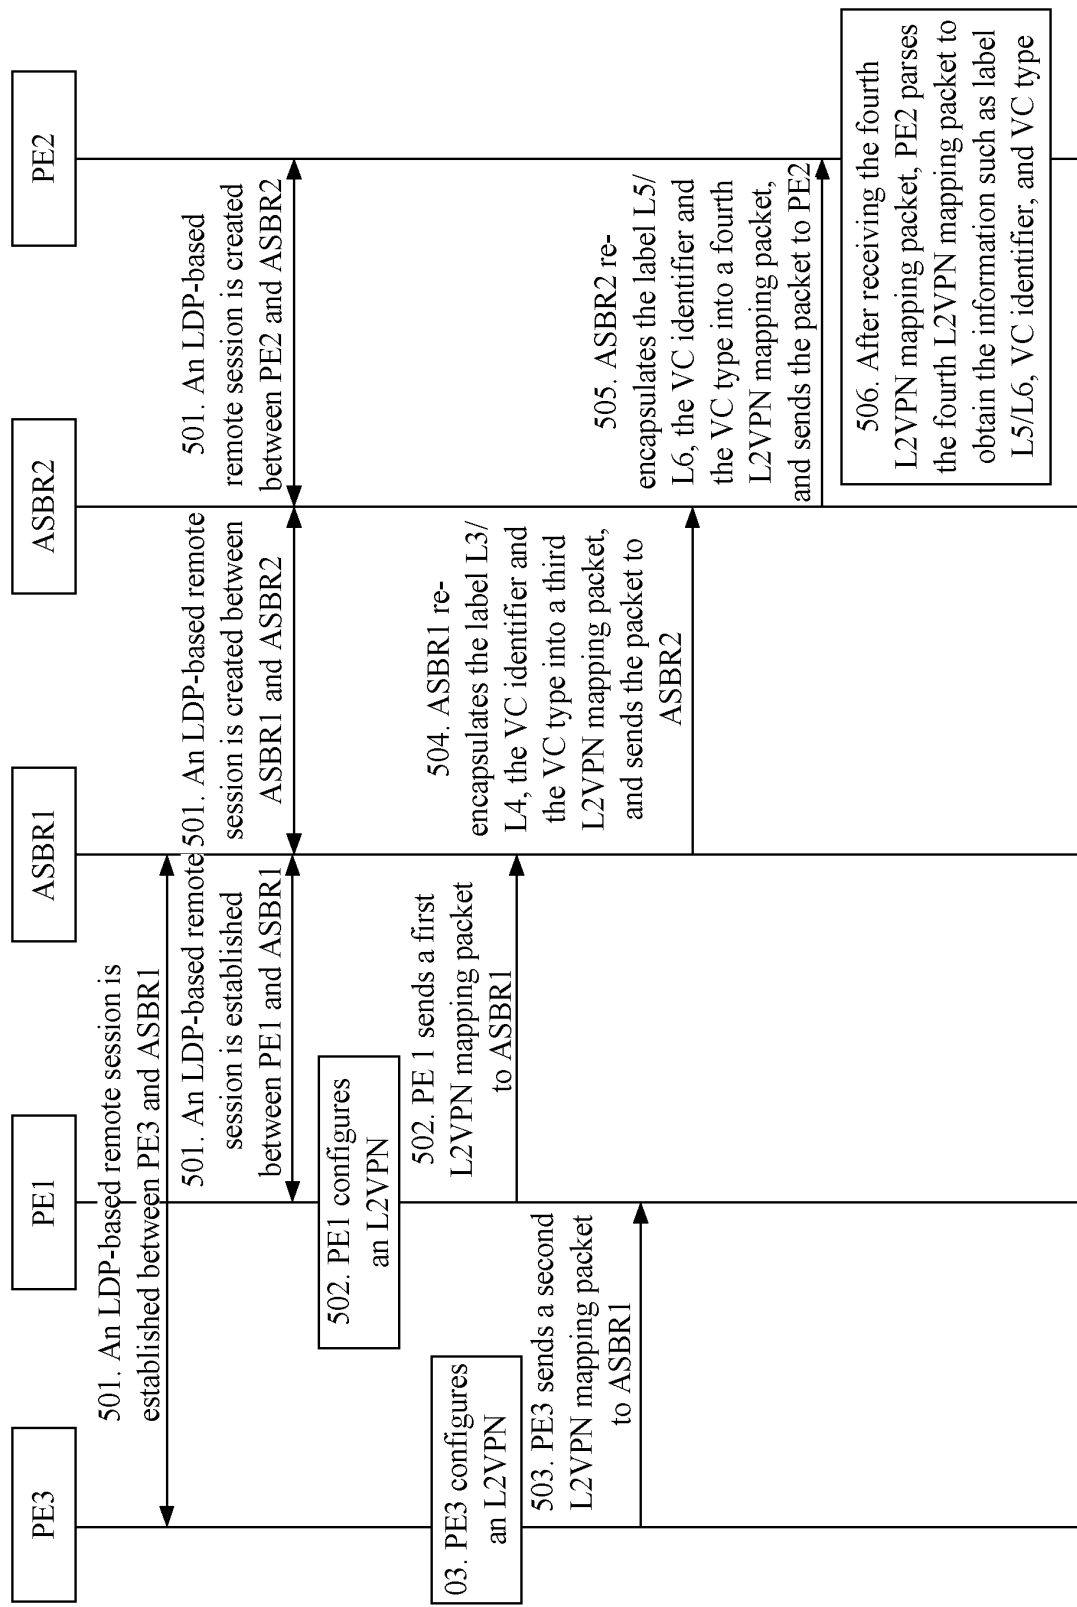 PE3
PE1
ASBR1
ASBR2
PE2
501. An LDP-based remote session is
established between PE3 and ASBR1
501. An LDP-based remote
session is established
between PE1 and ASBR1
501. An LDP-based remote
session is created between
ASBR1 and ASBR2
501. An LDP-based
remote session is created
between PE2 and ASBR2
502. PE1 configures
an L2VPN
502. PE 1 sends a first
L2VPN mapping packet
to ASBR1
03. PE3 configures
an L2VPN
503. PE3 sends a second
L2VPN mapping packet
to ASBR1
504. ASBR1 re-
encapsulates the label L3/
L4, the VC identifier and
the VC type into a third
L2VPN mapping packet,
and sends the packet to
ASBR2
505. ASBR2 re-
encapsulates the label L5/
L6, the VC identifier and
the VC type into a fourth
L2VPN mapping packet,
and sends the packet to PE2
506. After receiving the fourth
L2VPN mapping packet, PE2 parses
the fourth L2VPN mapping packet to
obtain the information such as label
L5/L6, VC identifier, and VC type